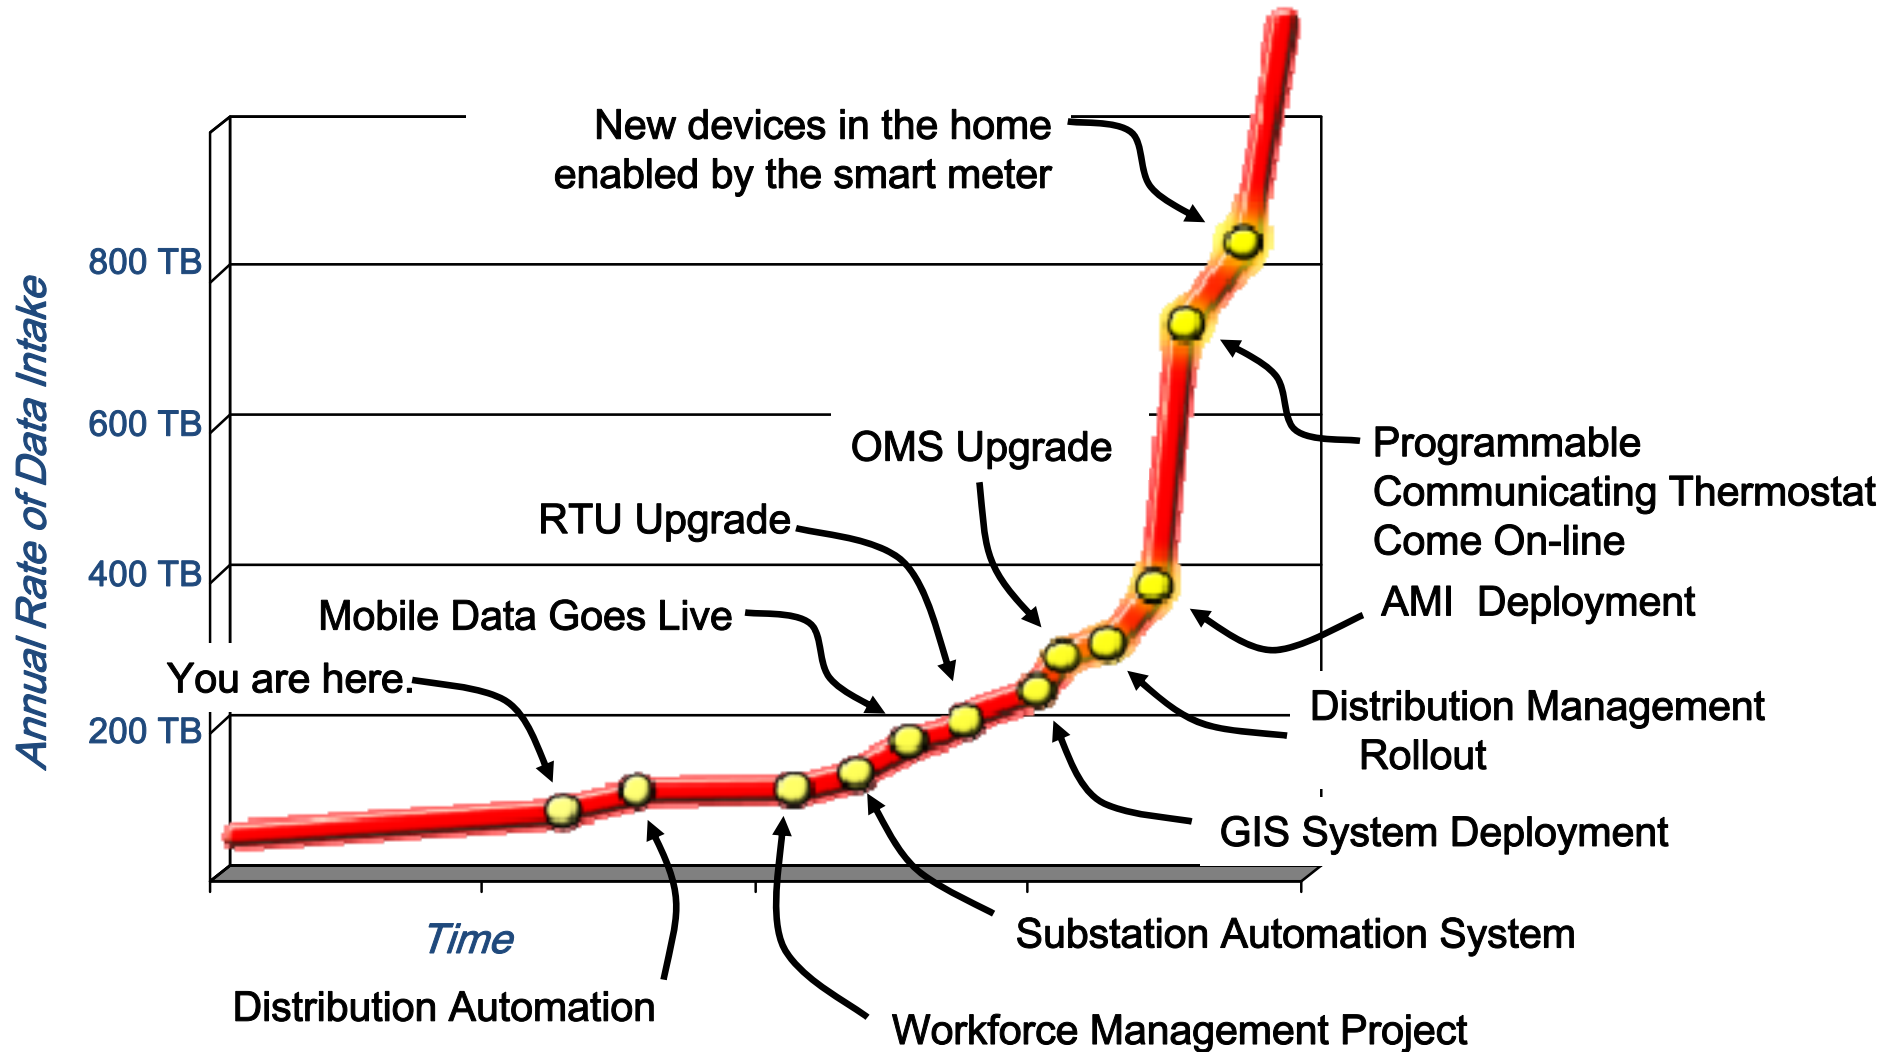 New devices in the home
enabled by the smart meter
800 TB
Annual Rate of Data Intake
600 TB
OMS Upgrade
Programmable
Communicating Thermostat
Come On-line
RTU Upgrade
400 TB
AMI  Deployment
Mobile Data Goes Live
You are here.
Distribution Management
Rollout
200 TB
GIS System Deployment
Time
Substation Automation System
Distribution Automation
Workforce Management Project